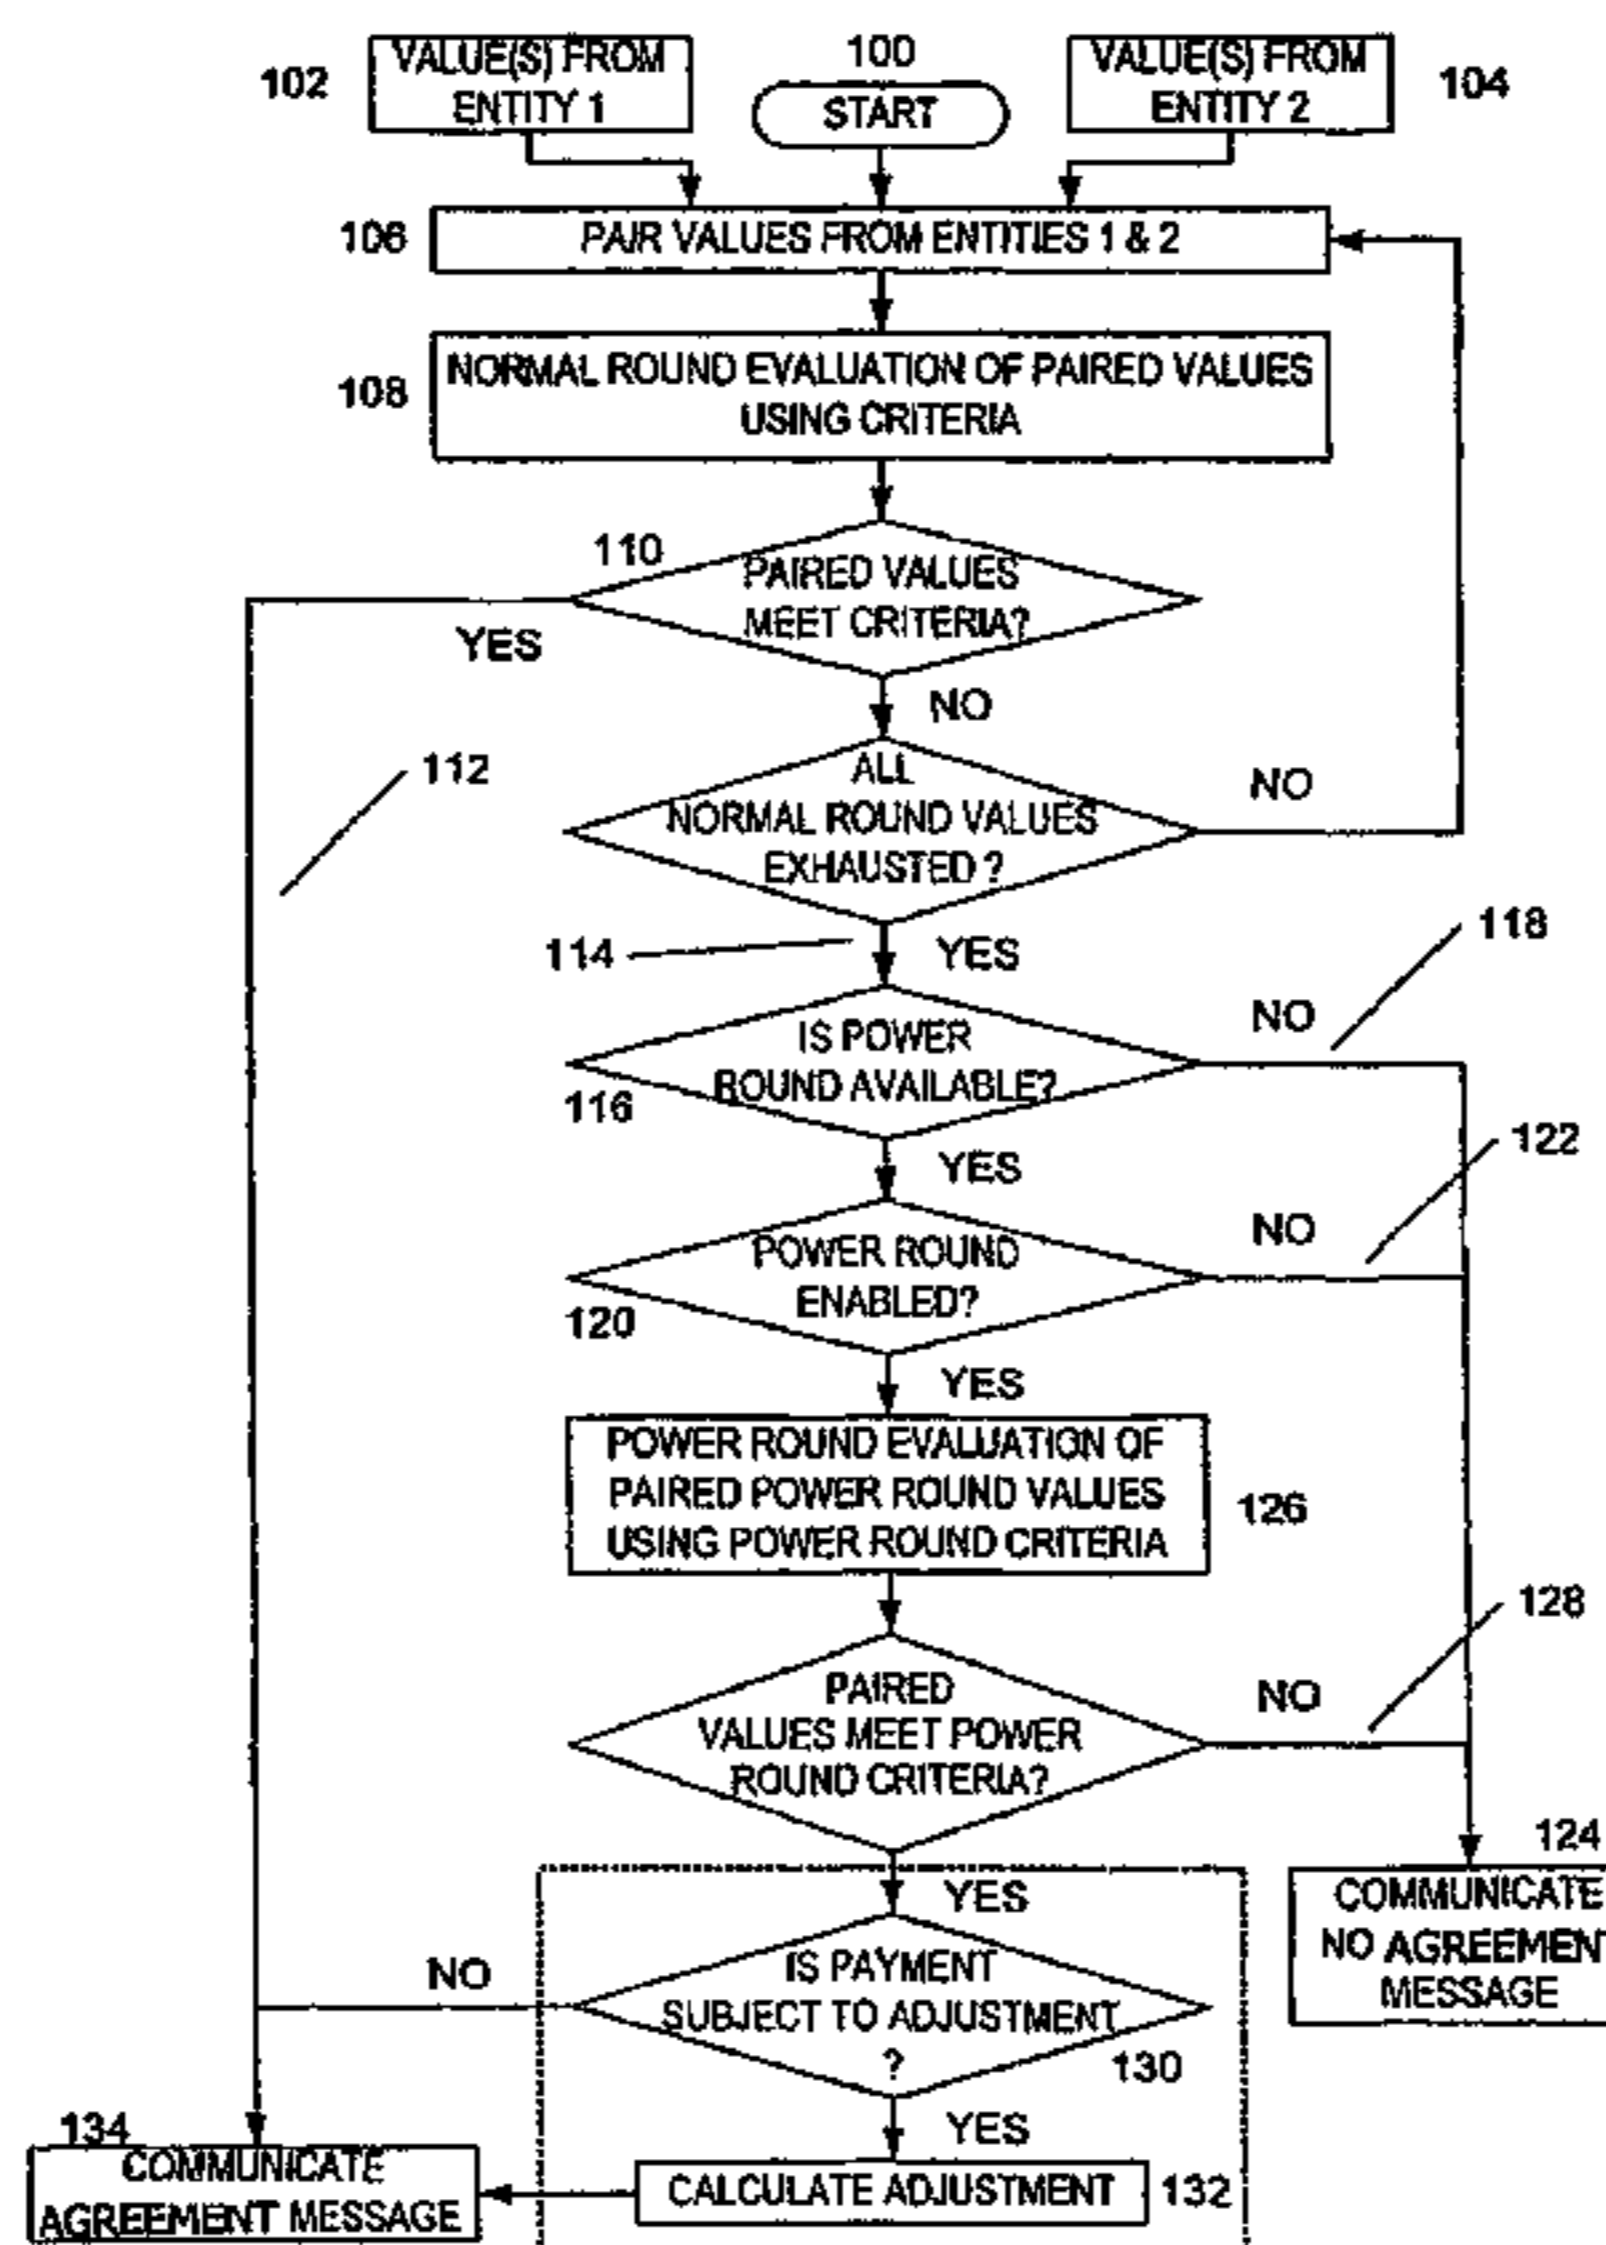 100
102
VALUE(S) FROM
ENTITY 1
START
VALUE(S) FROM
ENTITY 2
104
106
PAIR VALUES FROM ENTITIES 1 & 2
108
NORMAL ROUND EVALUATION OF PAIRED VALUES
USING CRITERIA
110
PAIRED VALUES
MEET CRITERIA?
YES
NO
112
ALL
NORMAL ROUND VALUES
EXHAUSTED ?
NO
114
YES
118
IS POWER
ROUND AVAILABLE?
NO
116
YES
122
POWER ROUND
ENABLED?
NO
120
YES
POWER ROUND EVALUATION OF
PAIRED POWER ROUND VALUES
USING POWER ROUND CRITERIA
126
128
PAIRED
VALUES MEET POWER
ROUND CRITERIA?
NO
124
YES
COMMUNICATE
NO AGREEMENT
MESSAGE
NO
IS PAYMENT
SUBJECT TO ADJUSTMENT
?
130
YES
134
COMMUNICATE
AGREEMENT MESSAGE
CALCULATE ADJUSTMENT
132